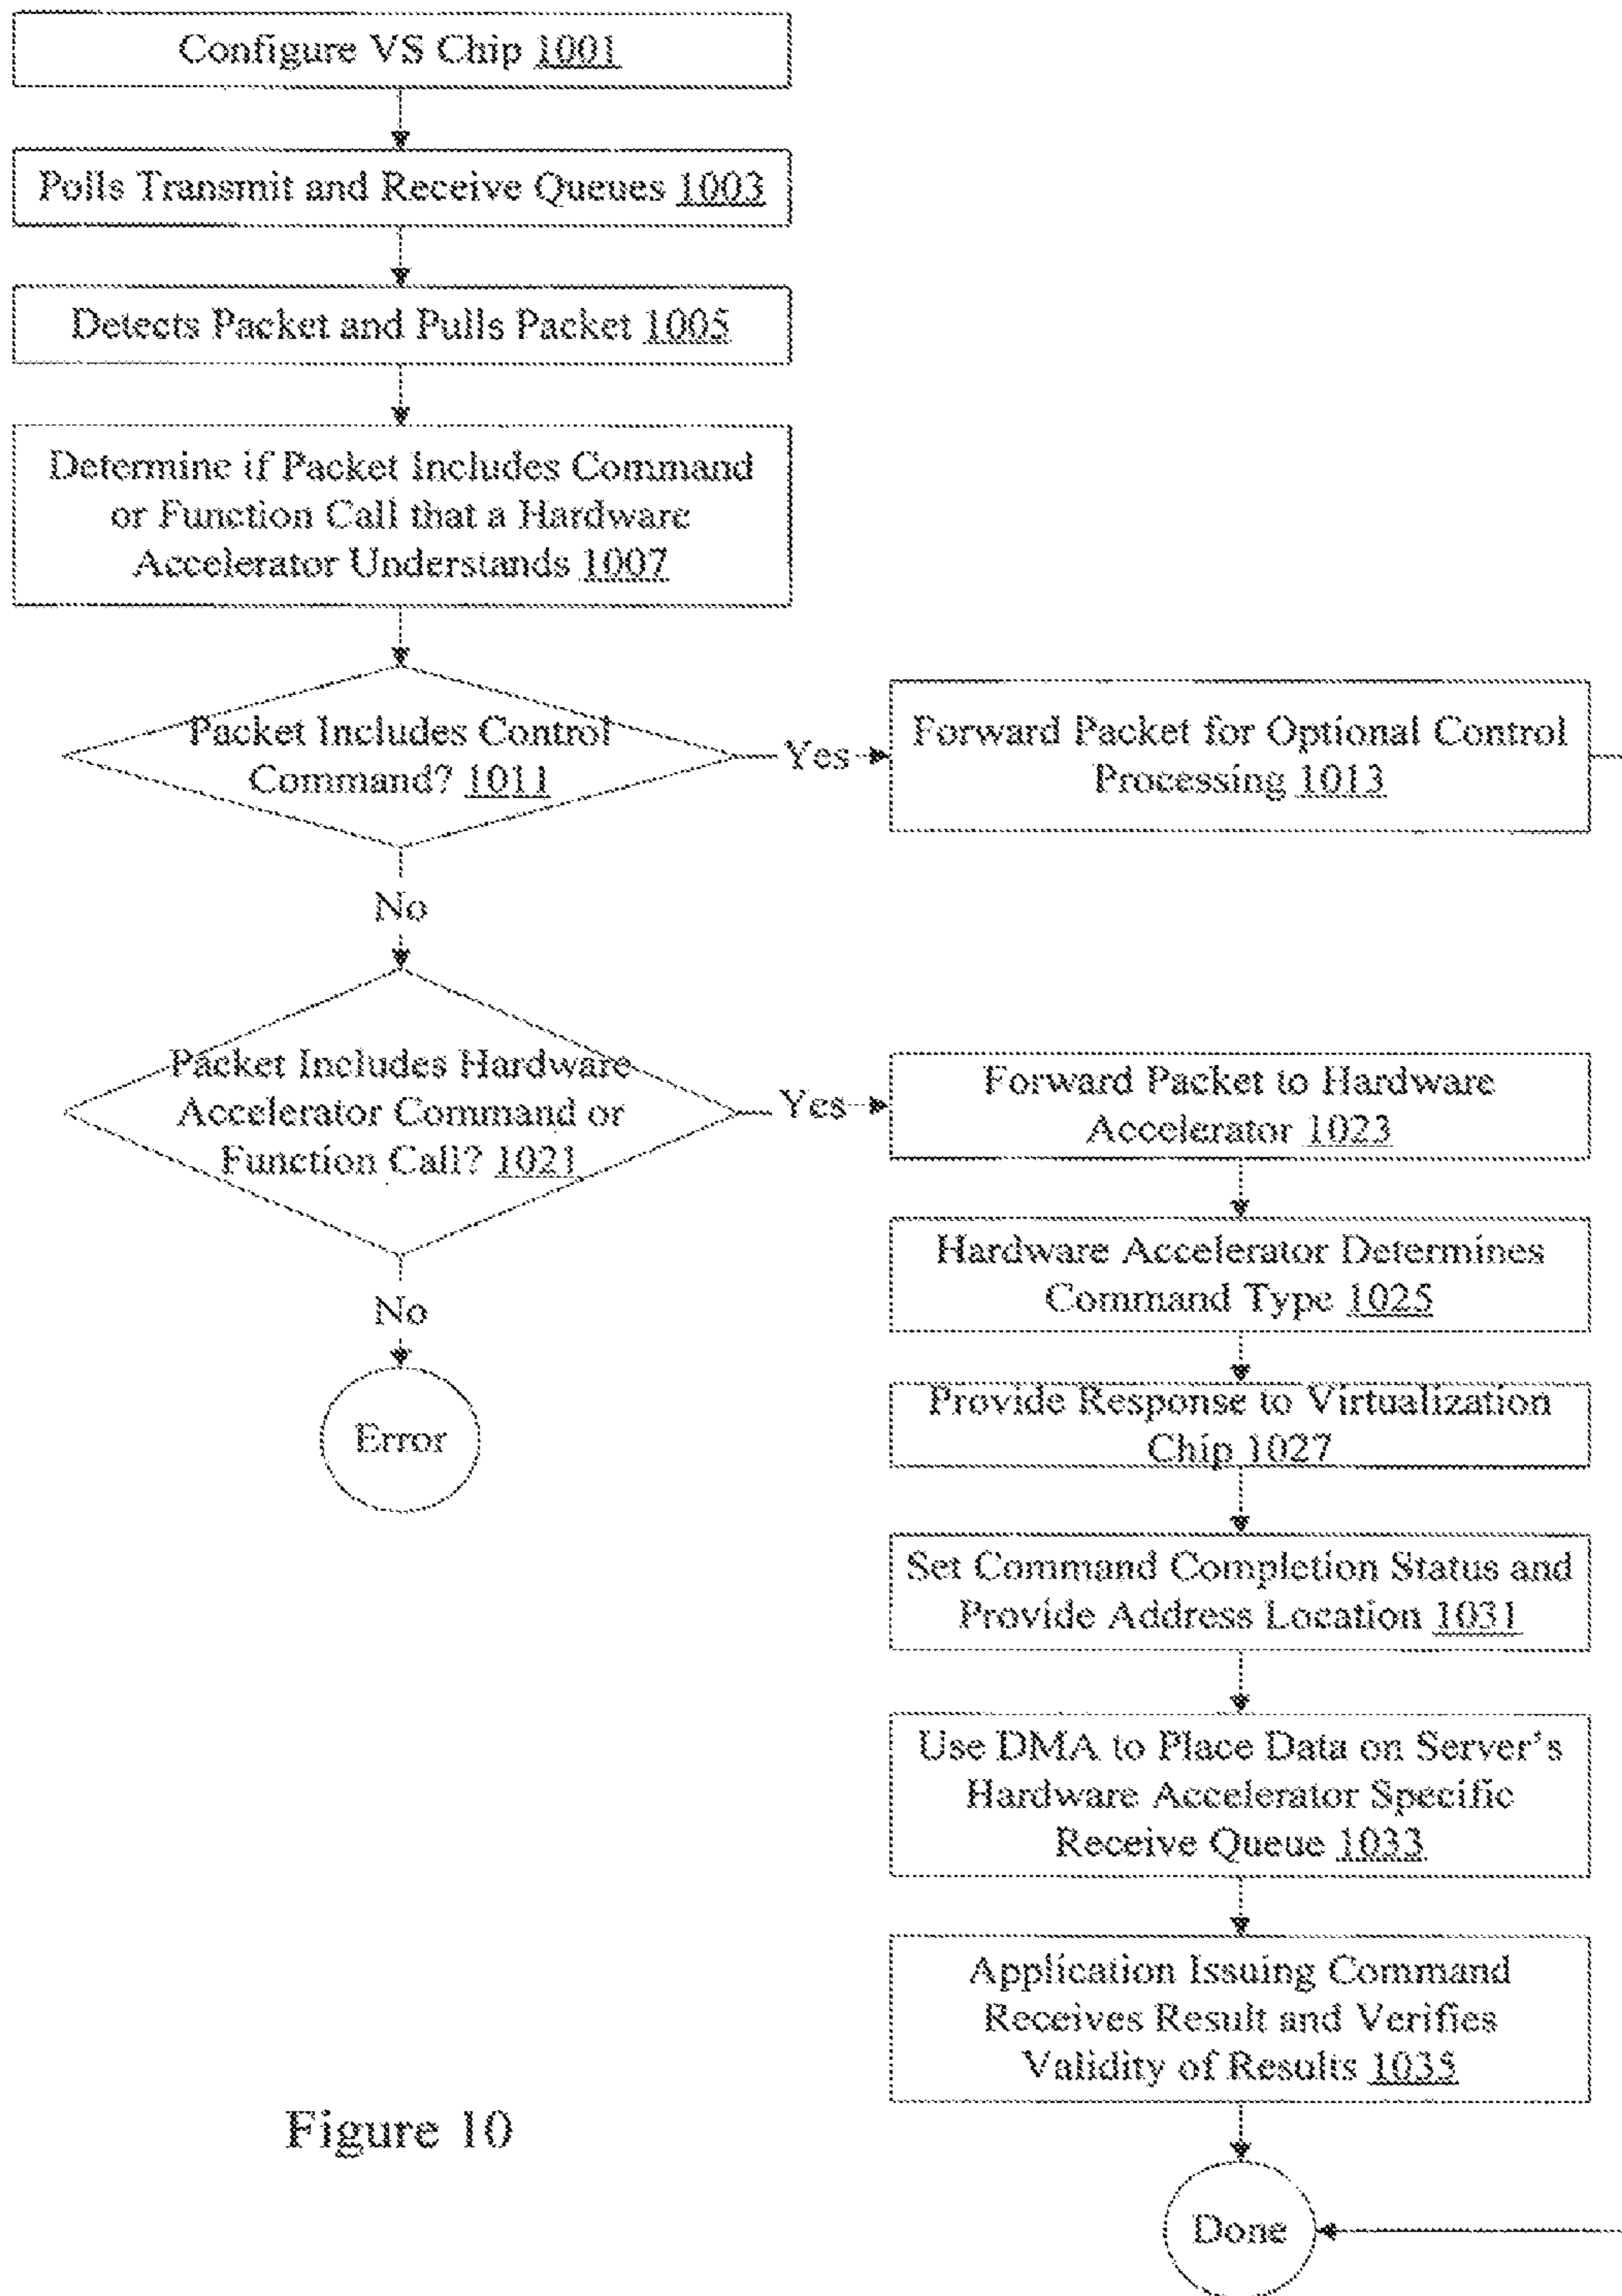 Configure VS Chip 1001
Polls Transmit and Receive Queues 1003
Detects Packet and Pulls Packet 1005
Determine if Packet Includes Command
or Function Call that a Hardware
Accelerator Understands 1007
Packet Includes Control
Command? 1011
Yes
Forward Packet for Optional Control
Processing 1013
No
Packet Includes Hardware
Accelerator Command or
Function Call? 1021
Yes
Forward Packet to Hardware
Accelerator 1023
Hardware Accelerator Determines
Command Type 1025
No
Error
Provide Response to Virtualization
Chip 1027
Set Command Completion Status and
Provide Address Location 1031
Use DMA to Place Data on Server's
Hardware Accelerator Specific
Receive Queue 1033
Application Issuing Command
Receives Result and Verifies
Validity of Results 1035
Figure 10
Done